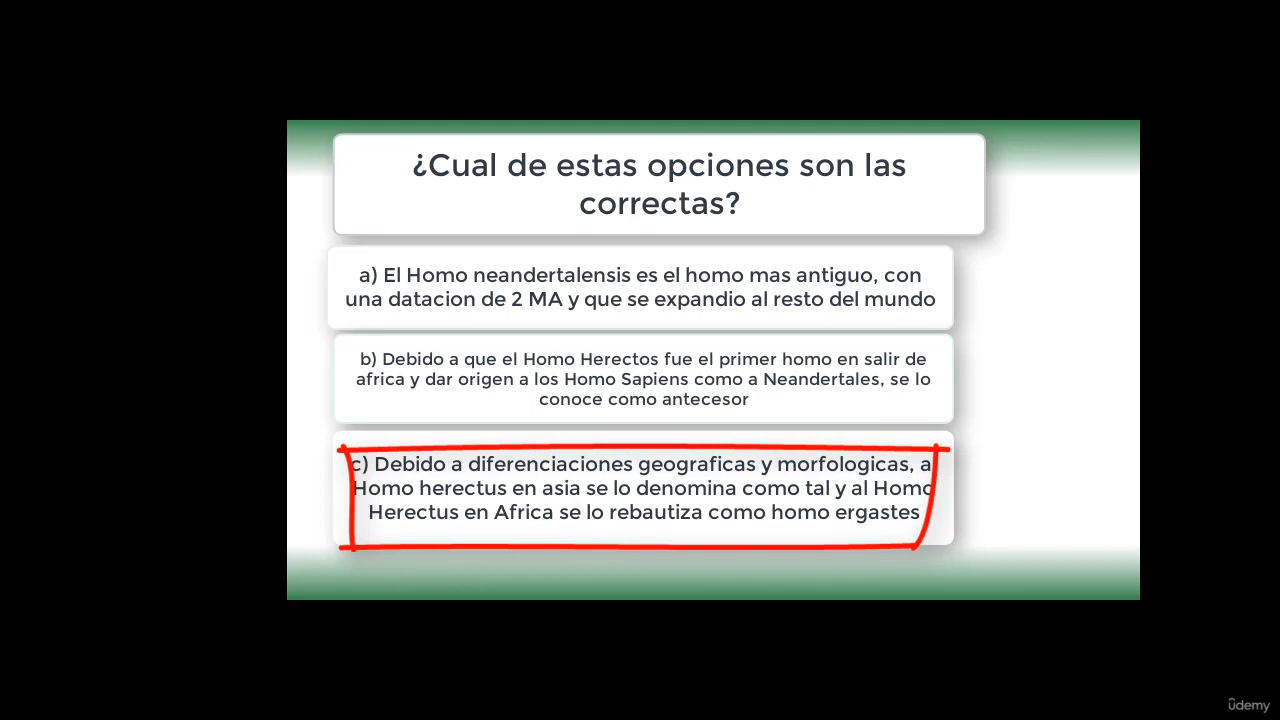 ¿Cual de estas opciones son las
correctas?
a) El Homo neandertalensis es el homo mas antiguo, con
una datacion de 2 MA y que se expandio al resto del mundo
b) Debido a que el Homo Herectos fue el primer homo en salir de
africa y dar origen a los Homo Sapiens como a Neandertales, se lo
conoce como antecesor
c) Debido a diferenciaciones geograficas y morfologicas, al
Homo herectus en asia se lo denomina como tal y al Homo
Herectus en Africa se lo rebautiza como homo ergastes
ûdemy